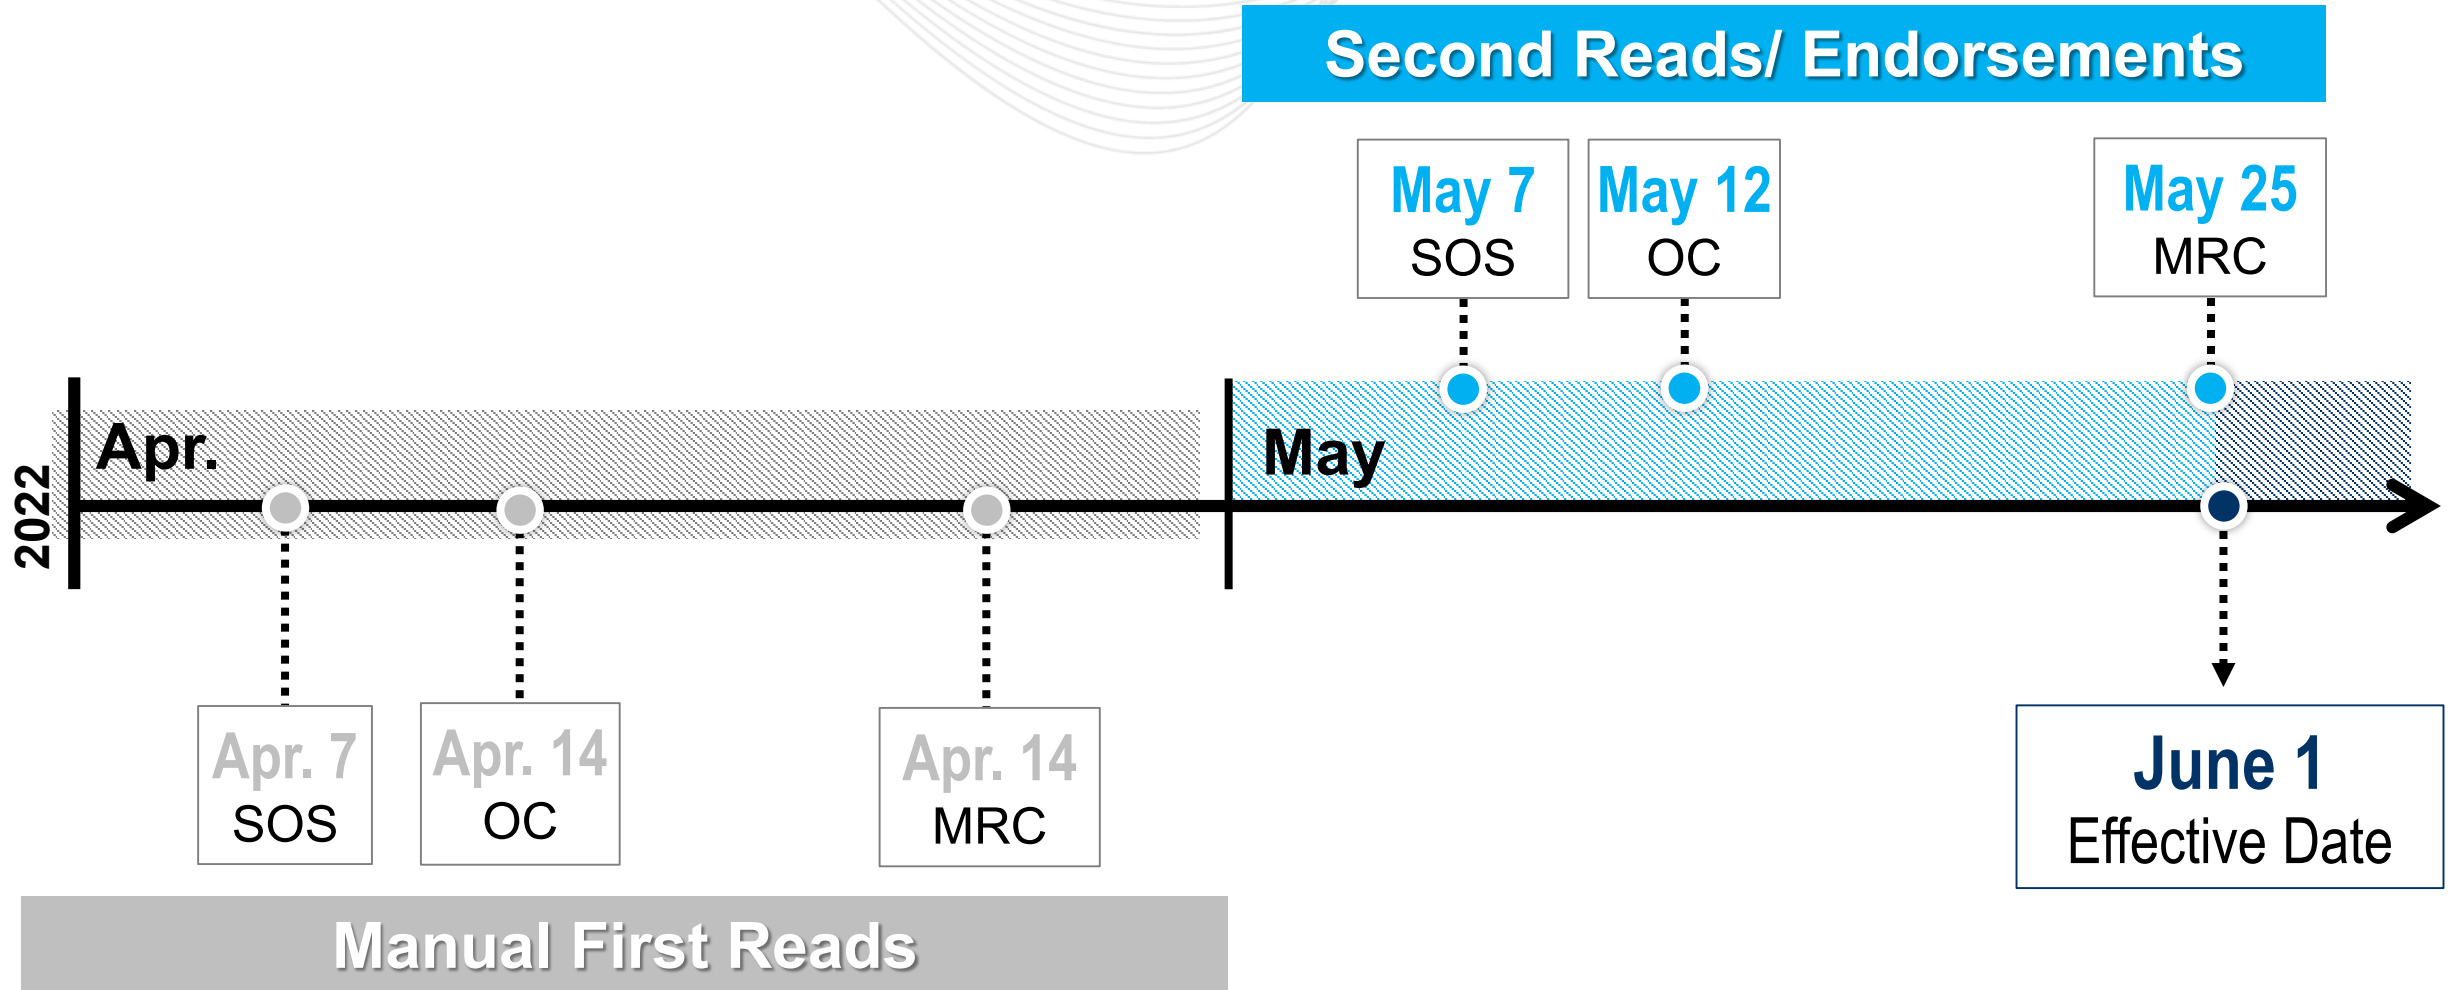 Second Reads/ Endorsements
May 7
SOS
May 12
OC
May 25
MRC
2022
Apr.
May
Apr. 7
SOS
Apr. 14
OC
Apr. 14
MRC
June 1
Effective Date
Manual First Reads